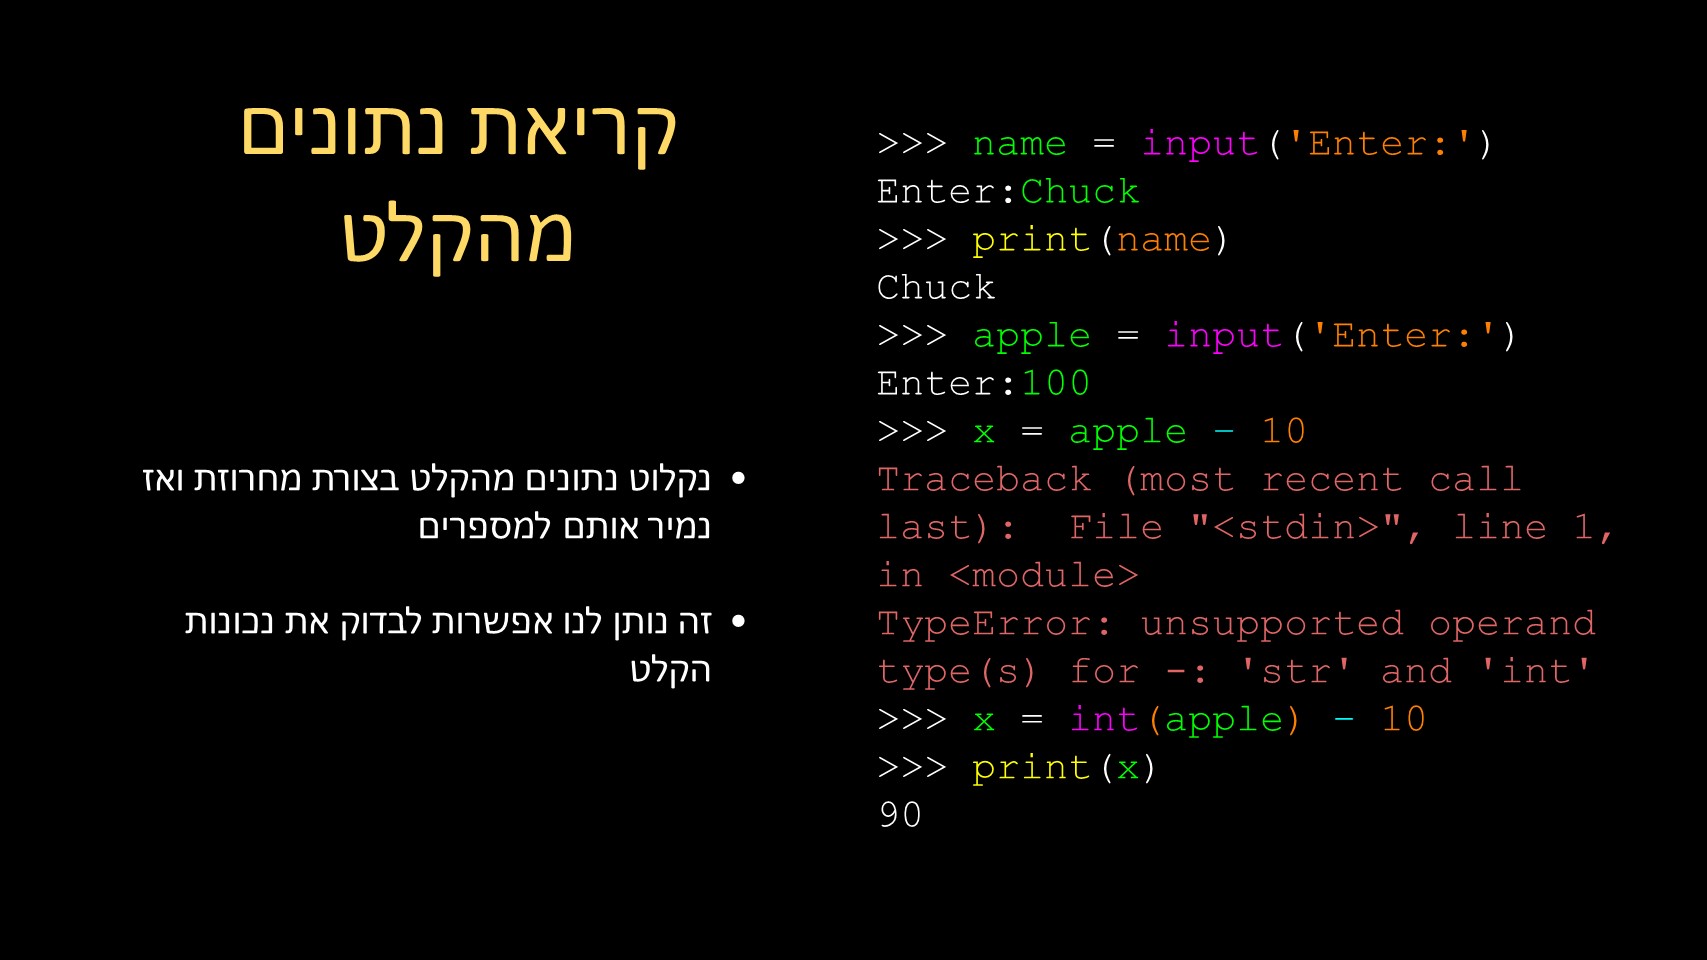 קריאת נתונים
מהקלט
• נקלוט נתונים מהקלט בצורת מחרוזת ואז
נמיר אותם למספרים
• זה נותן לנו אפשרות לבדוק את נכונות
הקלט
>>> name = input('Enter:')
Enter:Chuck
>>> print(name)
Chuck
>>> apple = input('Enter:')
Enter:100
>>> x = apple – 10
Traceback (most recent call
last):  File "<stdin>", line 1,
in <module>
TypeError: unsupported operand
type(s) for -: 'str' and 'int'
>>> x = int(apple) – 10
>>> print(x)
90